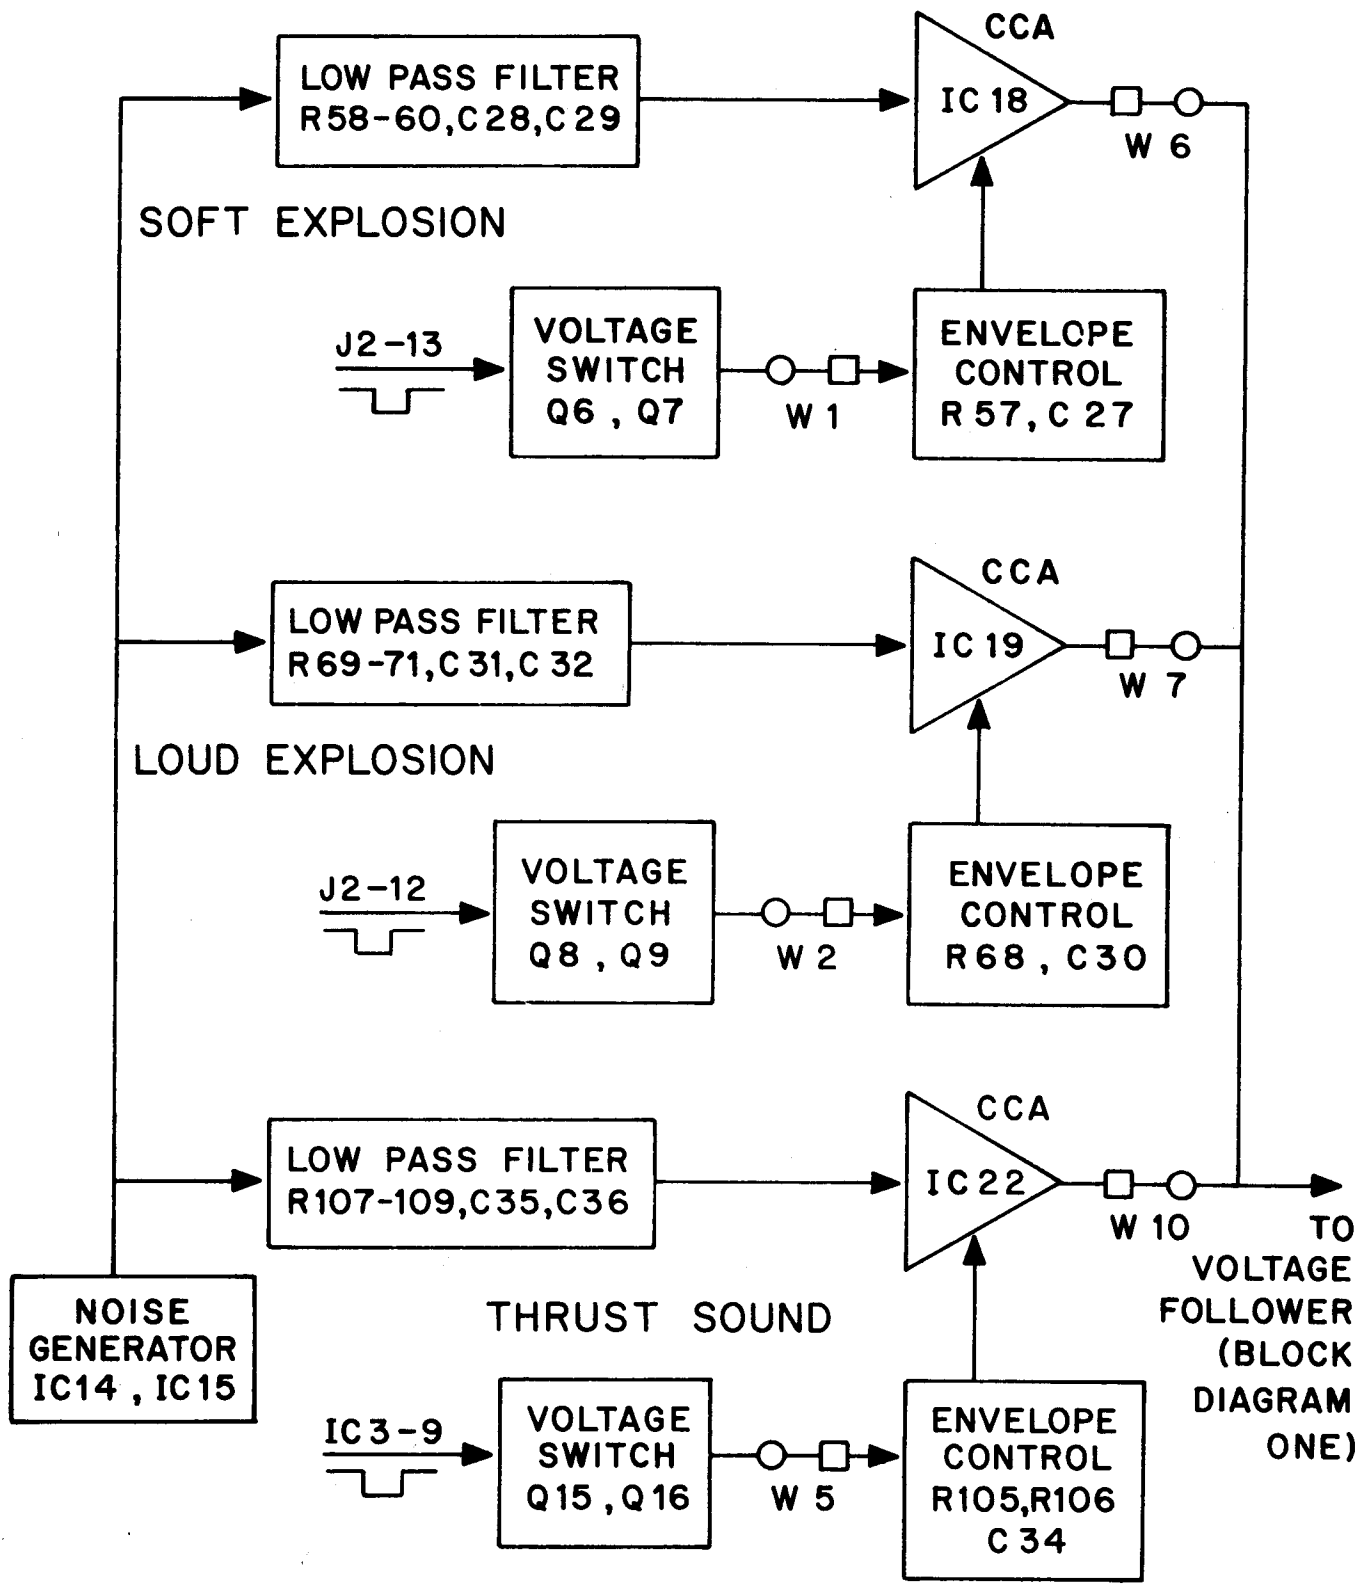 CCA
LOW PASS FILTER
R58-60, C28, C29
IC 18
W 6
SOFT EXPLOSION
J2-13
VOLTAGE
SWITCH
Q6, Q7
W 1
ENVELOPE
CONTROL
R 57, C 27
CCA
LOW PASS FILTER
R69-71, C31, C 32
IC 19
W 7
LOUD EXPLOSION
J2-12
VOLTAGE
SWITCH
Q8, Q9
W 2
ENVELOPE
CONTROL
R68, C30
CCA
LOW PASS FILTER
R107-109, C35, C36
IC 22
W 10
TO
VOLTAGE
FOLLOWER
(BLOCK
DIAGRAM
ONE)
NOISE
GENERATOR
IC14, IC15
THRUST SOUND
IC 3-9
VOLTAGE
SWITCH
Q15, Q16
W 5
ENVELOPE
CONTROL
R105, R106
C 34